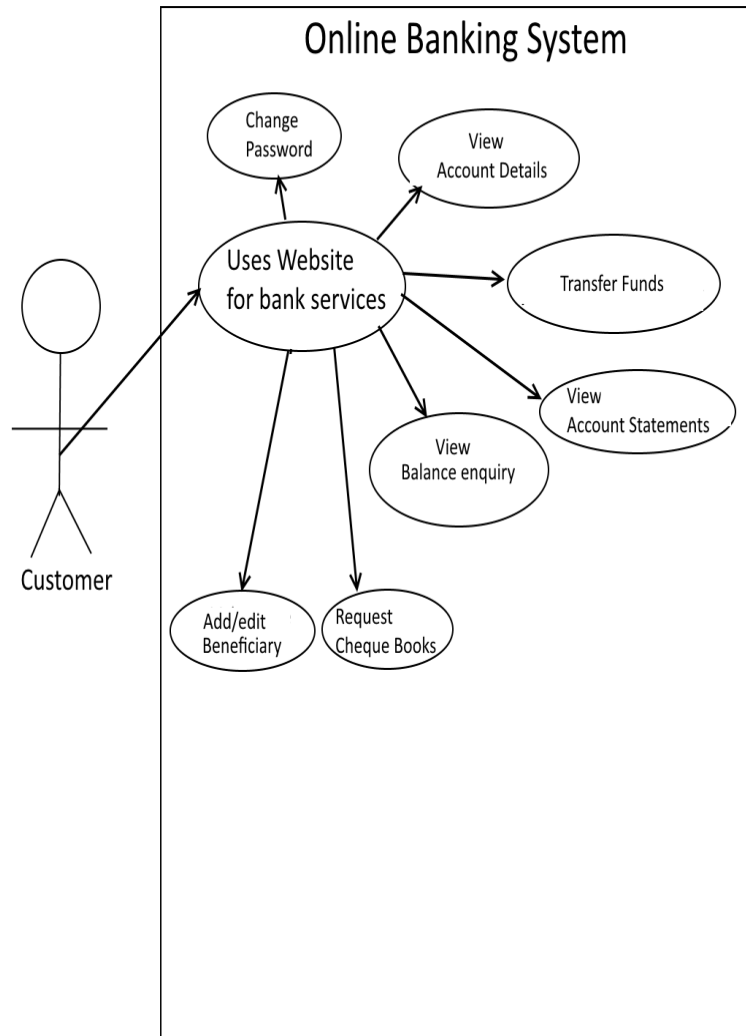 Online Banking System
Change
Password
View
Account Details
Uses Website
for bank services
Transfer Funds
View
Account Statements
View
Balance enquiry
Customer
Add/edit
Beneficiary
Request
Cheque Books